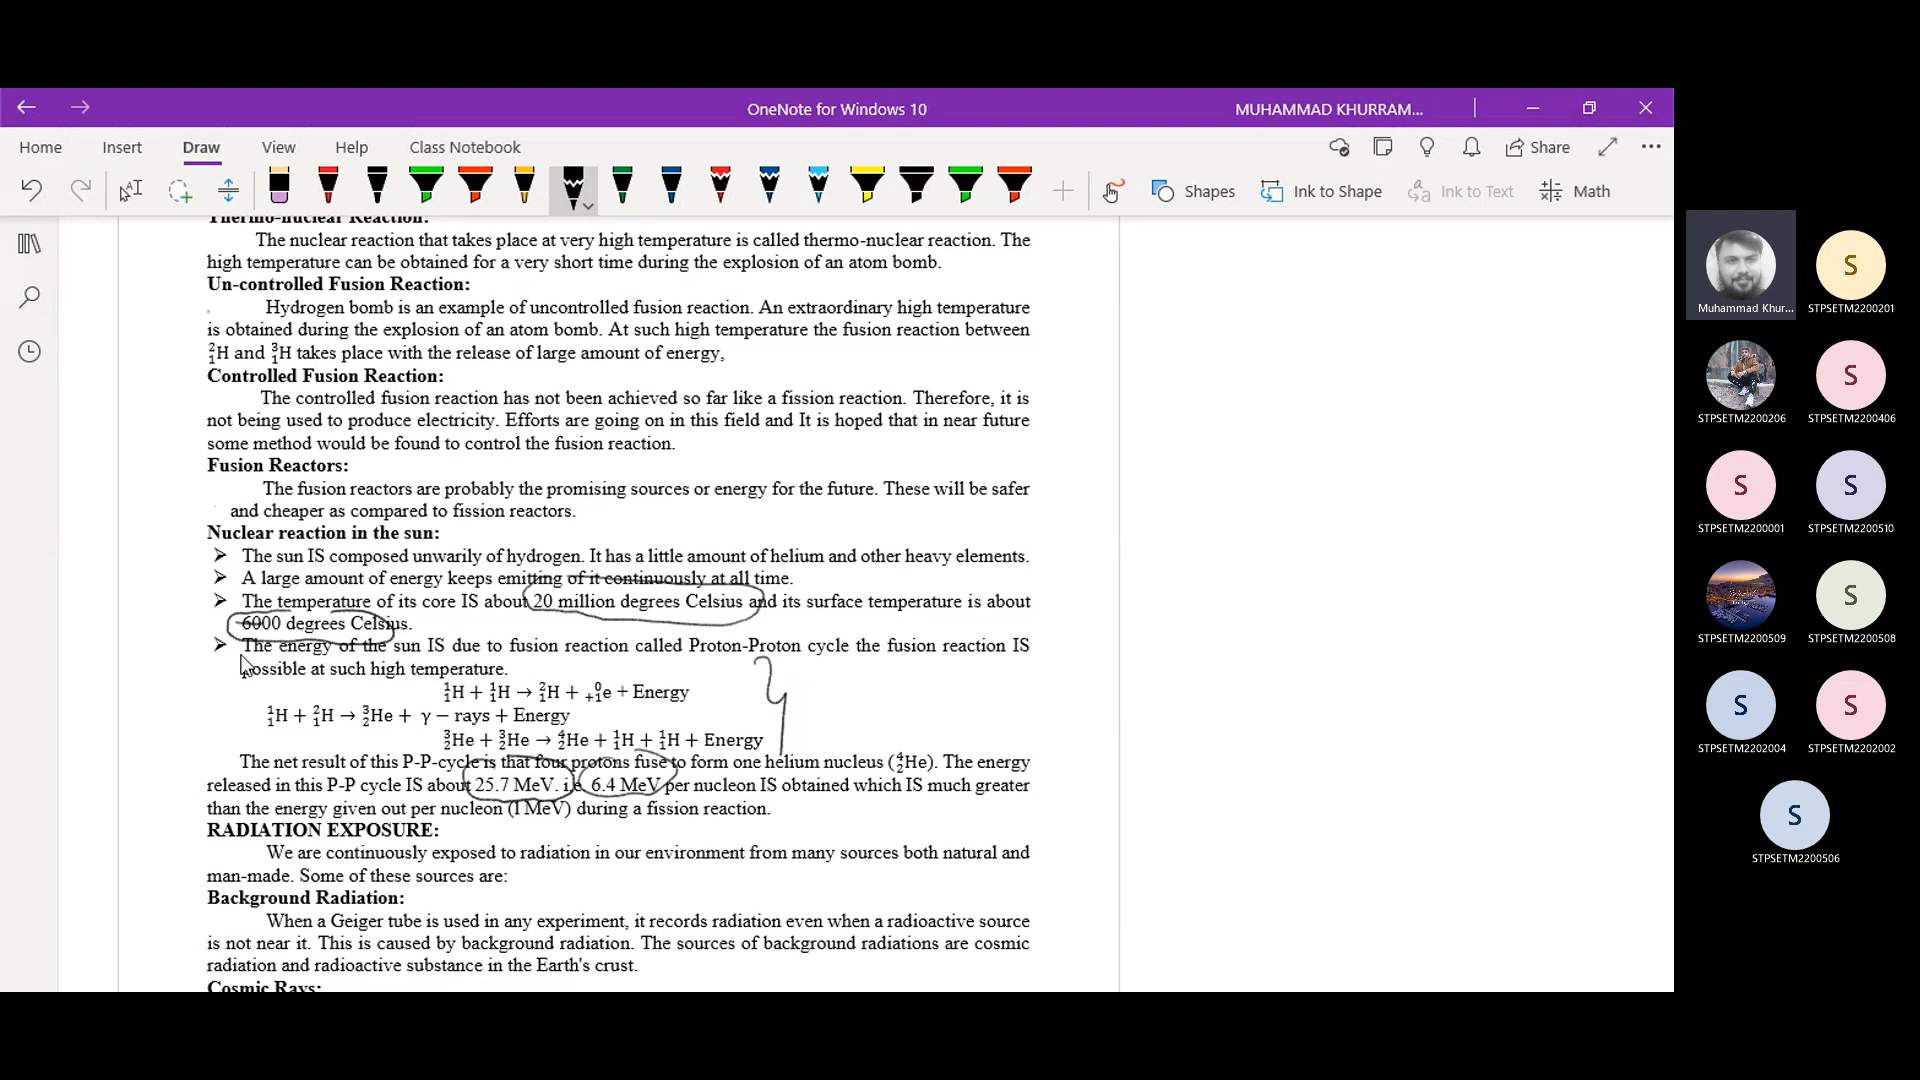 OneNote for Windows 10
MUHAMMAD KHURRAM...
Home Insert Draw View Help Class Notebook Share
Shapes Ink to Shape Ink to Text Math
Thermo-nuclear Reaction:
The nuclear reaction that takes place at very high temperature is called thermo-nuclear reaction. The
high temperature can be obtained for a very short time during the explosion of an atom bomb.
Un-controlled Fusion Reaction:
Hydrogen bomb is an example of uncontrolled fusion reaction. An extraordinary high temperature
is obtained during the explosion of an atom bomb. At such high temperature the fusion reaction between
²₁H and ³₁H takes place with the release of large amount of energy,
Controlled Fusion Reaction:
The controlled fusion reaction has not been achieved so far like a fission reaction. Therefore, it is
not being used to produce electricity. Efforts are going on in this field and It is hoped that in near future
some method would be found to control the fusion reaction.
Fusion Reactors:
The fusion reactors are probably the promising sources or energy for the future. These will be safer
and cheaper as compared to fission reactors.
Nuclear reaction in the sun:
➢ The sun IS composed unwarily of hydrogen. It has a little amount of helium and other heavy elements.
➢ A large amount of energy keeps emitting of it continuously at all time.
➢ The temperature of its core IS about 20 million degrees Celsius and its surface temperature is about
6000 degrees Celsius.
➢ The energy of the sun IS due to fusion reaction called Proton-Proton cycle the fusion reaction IS
possible at such high temperature.
¹₁H + ¹₁H → ²₁H + ⁰₊₁e + Energy
¹₁H + ²₁H → ³₂He + γ − rays + Energy
³₂He + ³₂He → ⁴₂He + ¹₁H + ¹₁H + Energy
The net result of this P-P-cycle is that four protons fuse to form one helium nucleus (⁴₂He). The energy
released in this P-P cycle IS about 25.7 MeV. i.e. 6.4 MeV per nucleon IS obtained which IS much greater
than the energy given out per nucleon (I MeV) during a fission reaction.
RADIATION EXPOSURE:
We are continuously exposed to radiation in our environment from many sources both natural and
man-made. Some of these sources are:
Background Radiation:
When a Geiger tube is used in any experiment, it records radiation even when a radioactive source
is not near it. This is caused by background radiation. The sources of background radiations are cosmic
radiation and radioactive substance in the Earth's crust.
Cosmic Rays:
S
Muhammad Khur... STPSETM2200201
S
STPSETM2200206 STPSETM2200406
S S
STPSETM2200001 STPSETM2200510
S
STPSETM2200509 STPSETM2200508
S S
STPSETM2202004 STPSETM2202002
S
STPSETM2200506